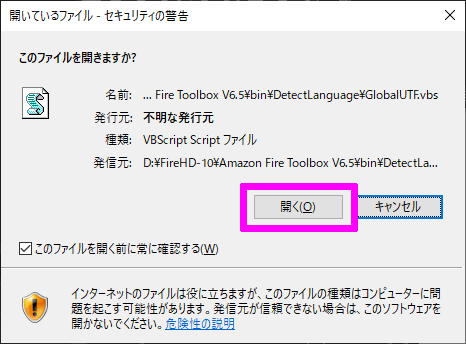 開いているファイル - セキュリティの警告
このファイルを開きますか?
名前: ... Fire Toolbox V6.5¥bin¥DetectLanguage¥GlobalUTF.vbs
発行元: 不明な発行元
種類: VBScript Script ファイル
発信元: D:¥FireHD-10¥Amazon Fire Toolbox V6.5¥bin¥DetectLa...
開く(O) キャンセル
このファイルを開く前に常に確認する(W)
インターネットのファイルは役に立ちますが、このファイルの種類はコンピューターに問
題を起こす可能性があります。発信元が信頼できない場合は、このソフトウェアを
開かないでください。危険性の説明